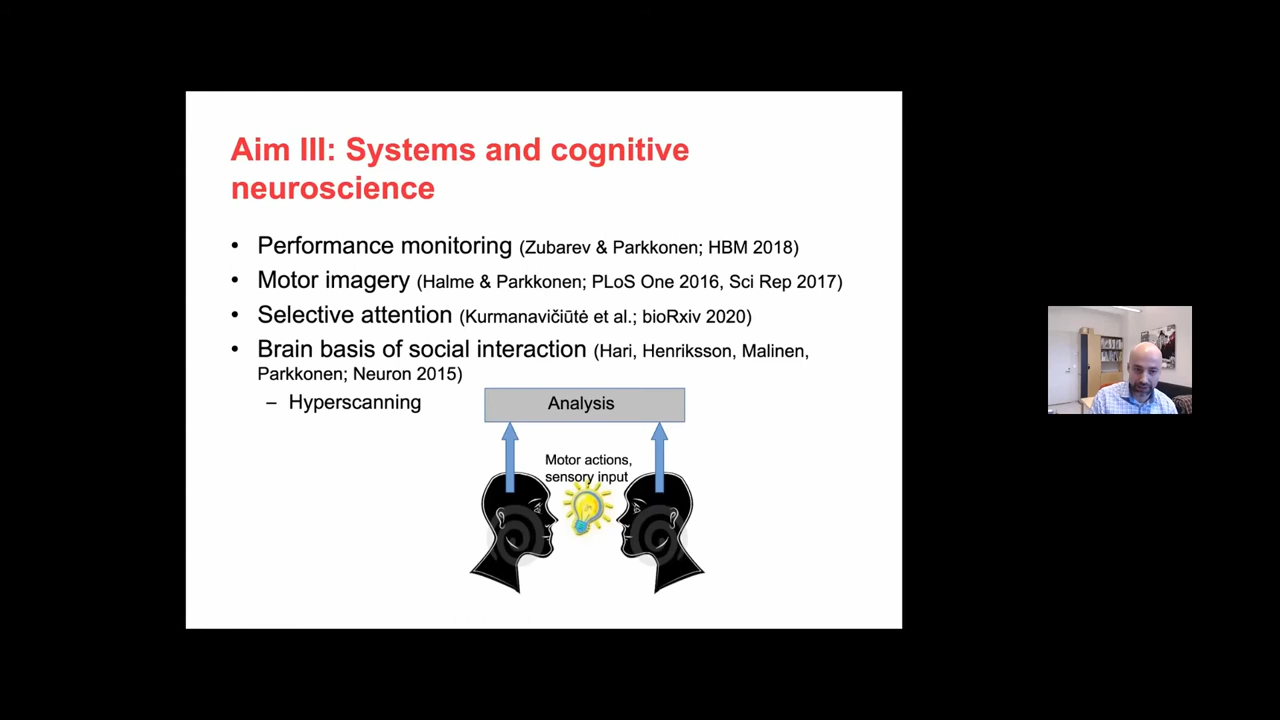 Aim III: Systems and cognitive
neuroscience
• Performance monitoring (Zubarev & Parkkonen; HBM 2018)
• Motor imagery (Halme & Parkkonen; PLoS One 2016, Sci Rep 2017)
• Selective attention (Kurmanavičiūtė et al.; bioRxiv 2020)
• Brain basis of social interaction (Hari, Henriksson, Malinen,
Parkkonen; Neuron 2015)
– Hyperscanning
Analysis
Motor actions,
sensory input